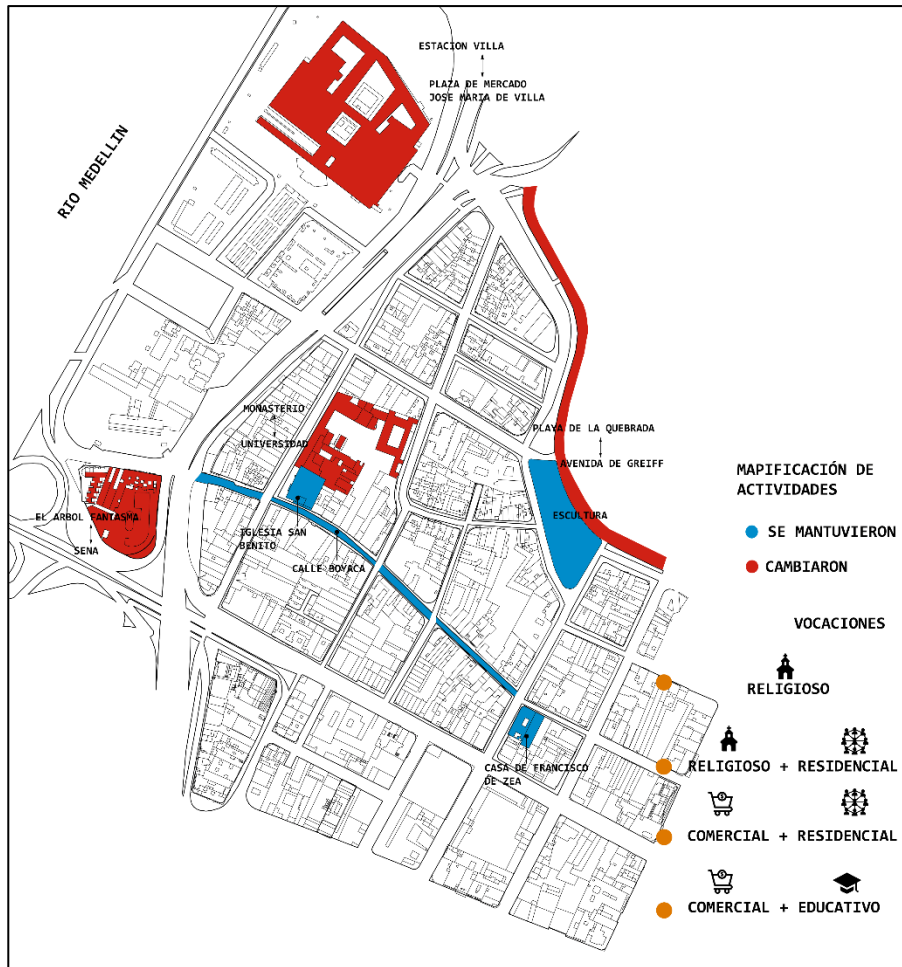 ESTACION VILLA
PLAZA DE MERCADO
JOSE MARIA DE VILLA
RIO MEDELLIN
MONASTERIO
UNIVERSIDAD
PLAYA DE LA QUEBRADA
AVENIDA DE GREIFF
ESCULTURA
EL ARBOL FANTASMA
SENA
IGLESIA SAN
BENITO
CALLE BOYACA
CASA DE FRANCISCO
DE ZEA
MAPIFICACIÓN DE
ACTIVIDADES
SE MANTUVIERON
CAMBIARON
VOCACIONES
RELIGIOSO
RELIGIOSO + RESIDENCIAL
COMERCIAL + RESIDENCIAL
COMERCIAL + EDUCATIVO